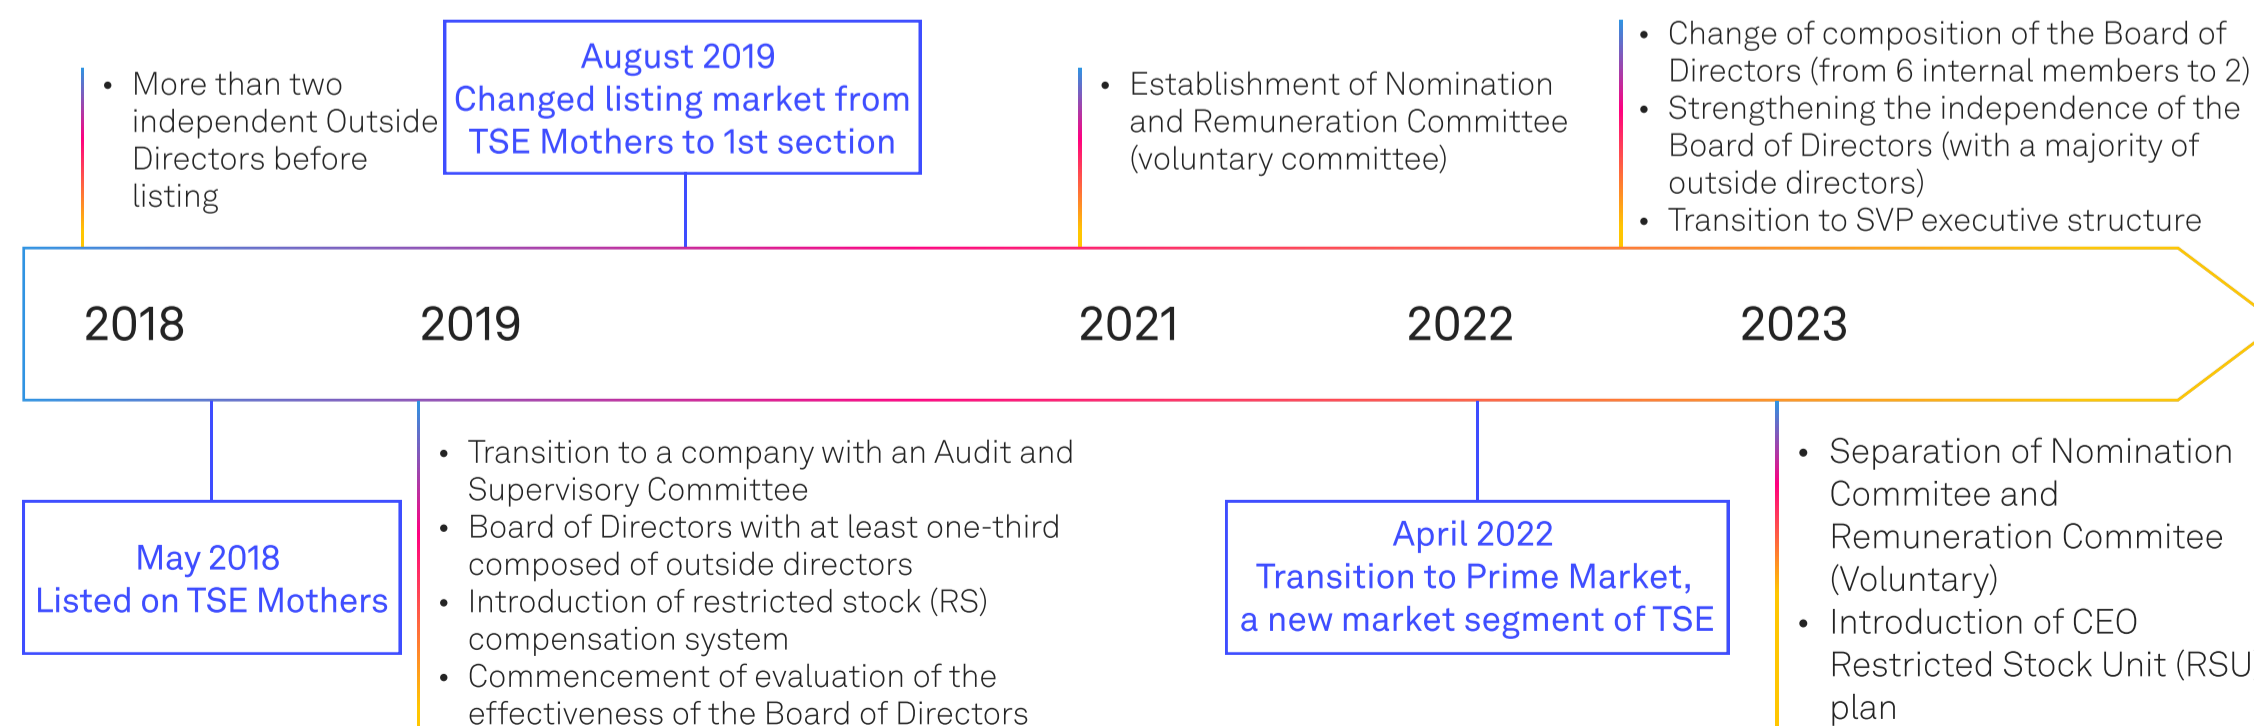 • More than two
independent Outside
Directors before
listing
August 2019
Changed listing market from
TSE Mothers to 1st section
• Establishment of Nomination
and Remuneration Committee
(voluntary committee)
• Change of composition of the Board of
Directors (from 6 internal members to 2)
• Strengthening the independence of the
Board of Directors (with a majority of
outside directors)
• Transition to SVP executive structure
2018
2019
2021
2022
2023
May 2018
Listed on TSE Mothers
• Transition to a company with an Audit and
Supervisory Committee
• Board of Directors with at least one-third
composed of outside directors
• Introduction of restricted stock (RS)
compensation system
• Commencement of evaluation of the
effectiveness of the Board of Directors
April 2022
Transition to Prime Market,
a new market segment of TSE
• Separation of Nomination
Commitee and
Remuneration Commitee
(Voluntary)
• Introduction of CEO
Restricted Stock Unit (RSU
plan